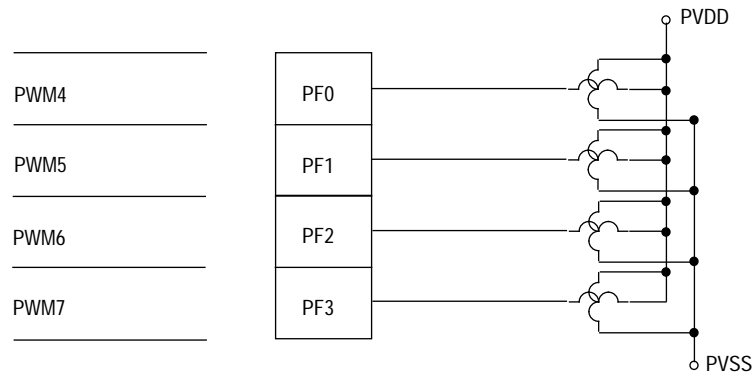 PVDD
PWM4 PF0
PWM5 PF1
PWM6 PF2
PWM7 PF3
PVSS